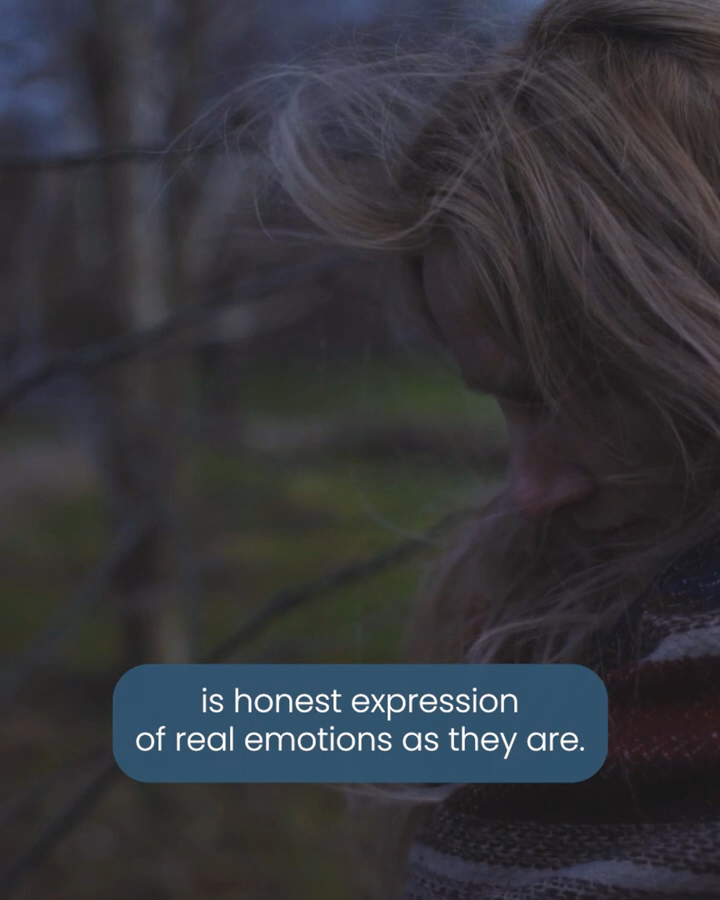 is honest expression
of real emotions as they are.